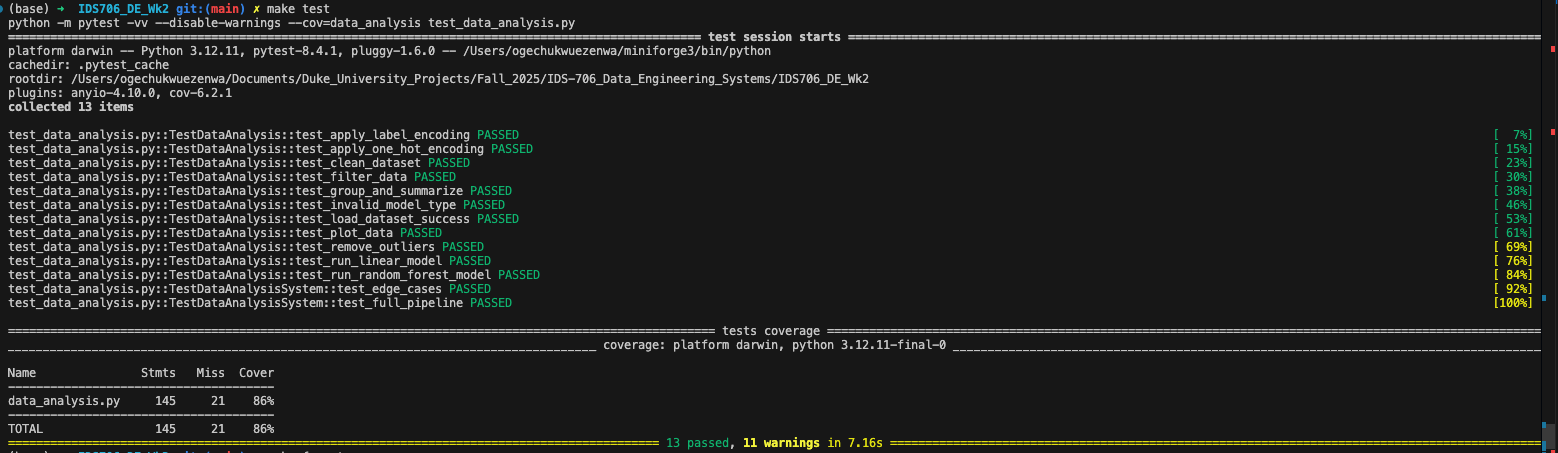 (base) → IDS706_DE_Wk2 git:(main) ✗ make test
python -m pytest -vv --disable-warnings --cov=data_analysis test_data_analysis.py
test session starts
platform darwin -- Python 3.12.11, pytest-8.4.1, pluggy-1.6.0 -- /Users/ogechukwuezenwa/miniforge3/bin/python
cachedir: .pytest_cache
rootdir: /Users/ogechukwuezenwa/Documents/Duke_University_Projects/Fall_2025/IDS-706_Data_Engineering_Systems/IDS706_DE_Wk2
plugins: anyio-4.10.0, cov-6.2.1
collected 13 items
test_data_analysis.py::TestDataAnalysis::test_apply_label_encoding PASSED [ 7%]
test_data_analysis.py::TestDataAnalysis::test_apply_one_hot_encoding PASSED [ 15%]
test_data_analysis.py::TestDataAnalysis::test_clean_dataset PASSED [ 23%]
test_data_analysis.py::TestDataAnalysis::test_filter_data PASSED [ 30%]
test_data_analysis.py::TestDataAnalysis::test_group_and_summarize PASSED [ 38%]
test_data_analysis.py::TestDataAnalysis::test_invalid_model_type PASSED [ 46%]
test_data_analysis.py::TestDataAnalysis::test_load_dataset_success PASSED [ 53%]
test_data_analysis.py::TestDataAnalysis::test_plot_data PASSED [ 61%]
test_data_analysis.py::TestDataAnalysis::test_remove_outliers PASSED [ 69%]
test_data_analysis.py::TestDataAnalysis::test_run_linear_model PASSED [ 76%]
test_data_analysis.py::TestDataAnalysis::test_run_random_forest_model PASSED [ 84%]
test_data_analysis.py::TestDataAnalysisSystem::test_edge_cases PASSED [ 92%]
test_data_analysis.py::TestDataAnalysisSystem::test_full_pipeline PASSED [100%]
tests coverage
coverage: platform darwin, python 3.12.11-final-0
Name Stmts Miss Cover
data_analysis.py 145 21 86%
TOTAL 145 21 86%
13 passed, 11 warnings in 7.16s